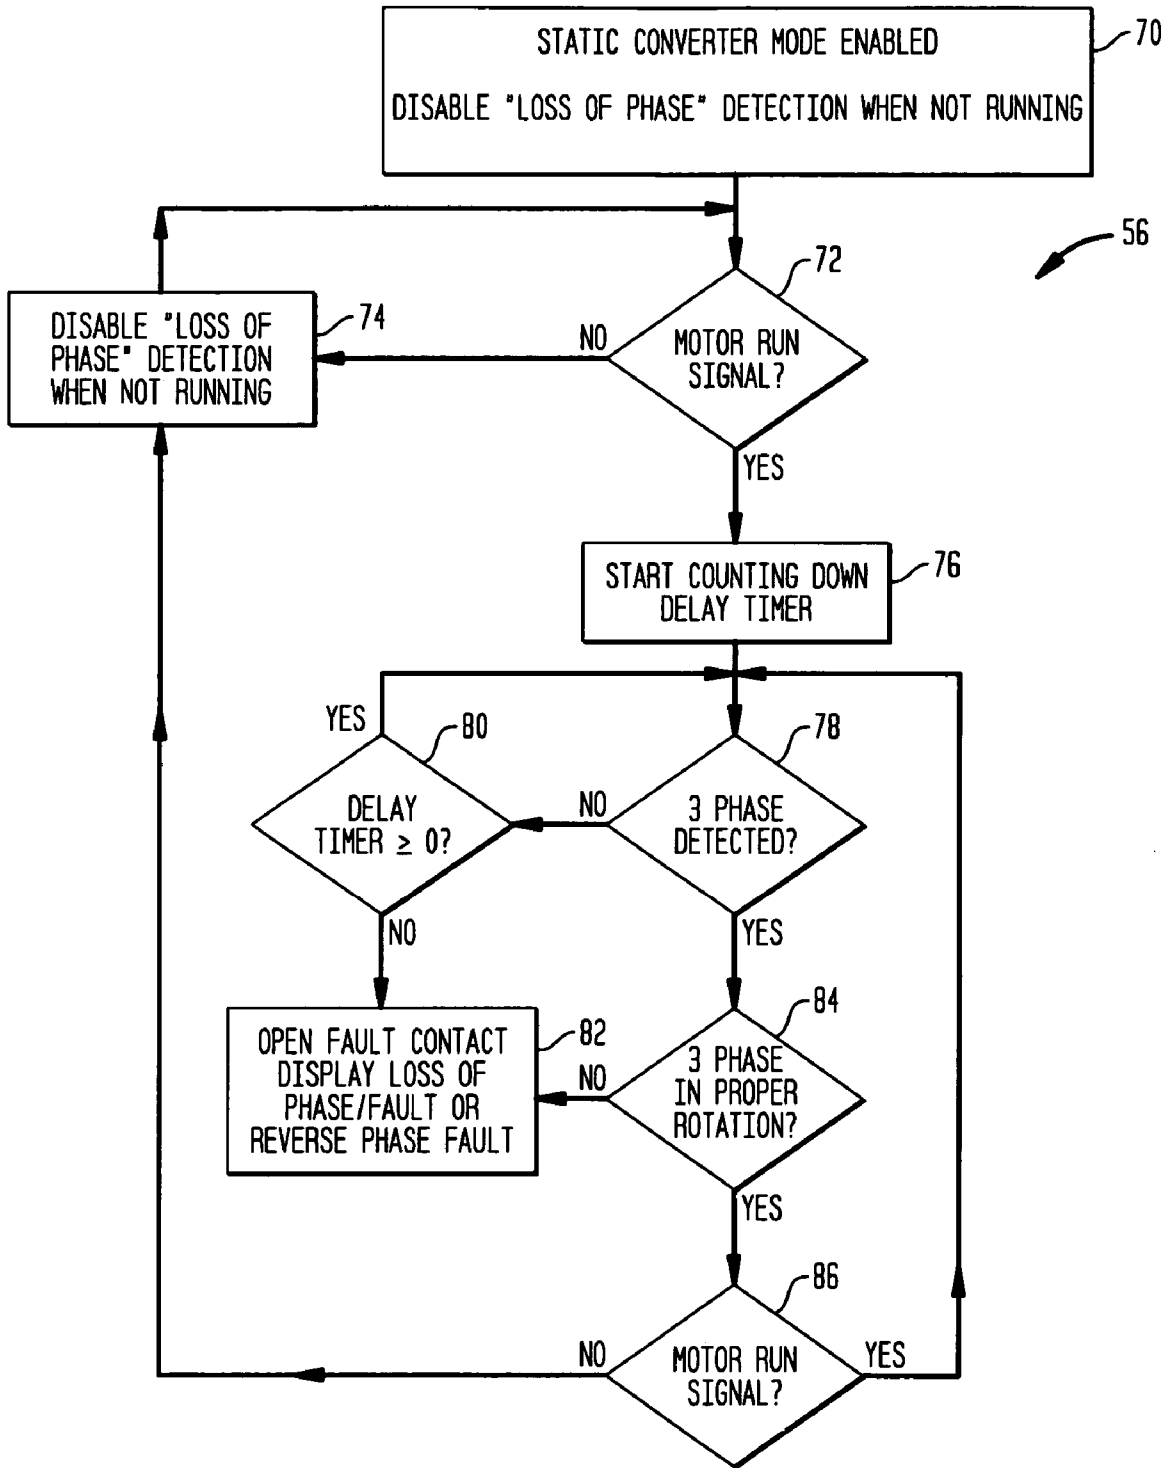 STATIC CONVERTER MODE ENABLED
DISABLE "LOSS OF PHASE" DETECTION WHEN NOT RUNNING
70
56
72
MOTOR RUN
SIGNAL?
NO
YES
74
DISABLE "LOSS OF
PHASE" DETECTION
WHEN NOT RUNNING
START COUNTING DOWN
DELAY TIMER
76
78
3 PHASE
DETECTED?
NO
YES
80
DELAY
TIMER ≥ 0?
YES
NO
OPEN FAULT CONTACT
DISPLAY LOSS OF
PHASE/FAULT OR
REVERSE PHASE FAULT
82
84
3 PHASE
IN PROPER
ROTATION?
NO
YES
86
MOTOR RUN
SIGNAL?
NO
YES